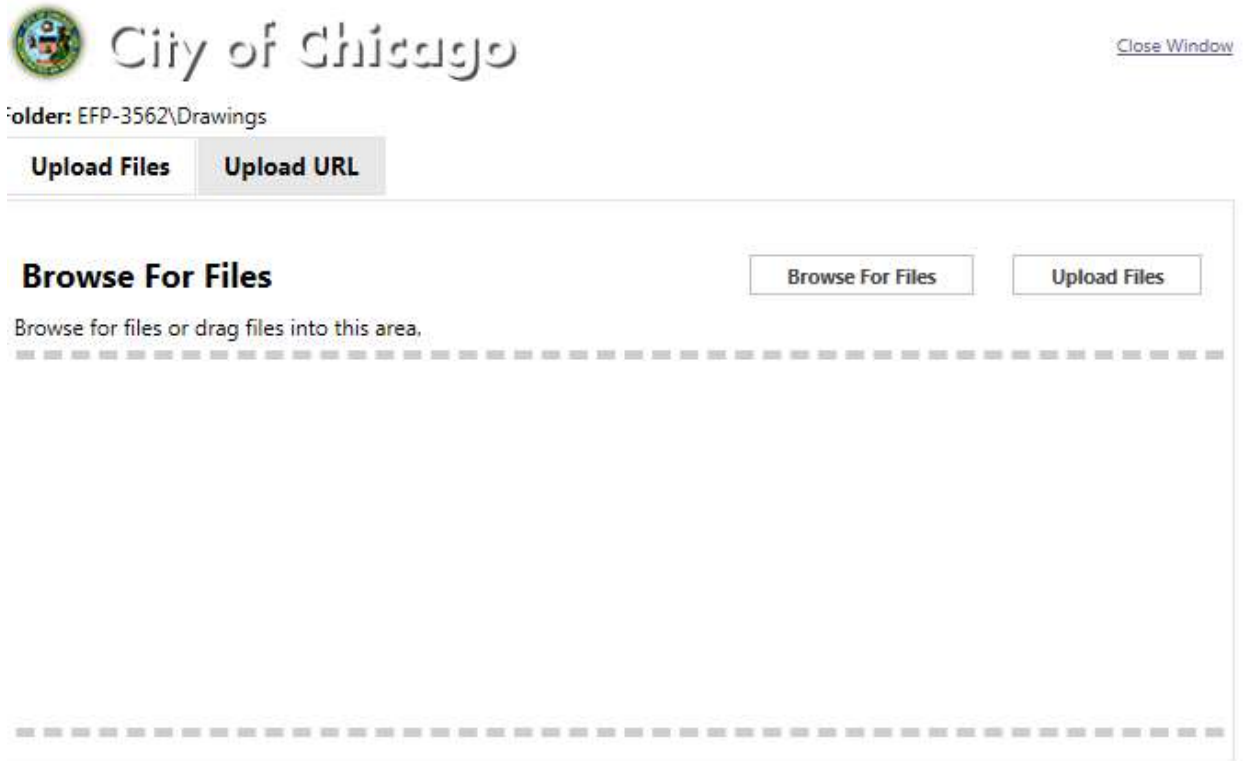 City of Chicago
Close Window
Folder: EFP-3562\Drawings
Upload Files
Upload URL
Browse For Files
Browse For Files
Upload Files
Browse for files or drag files into this area.